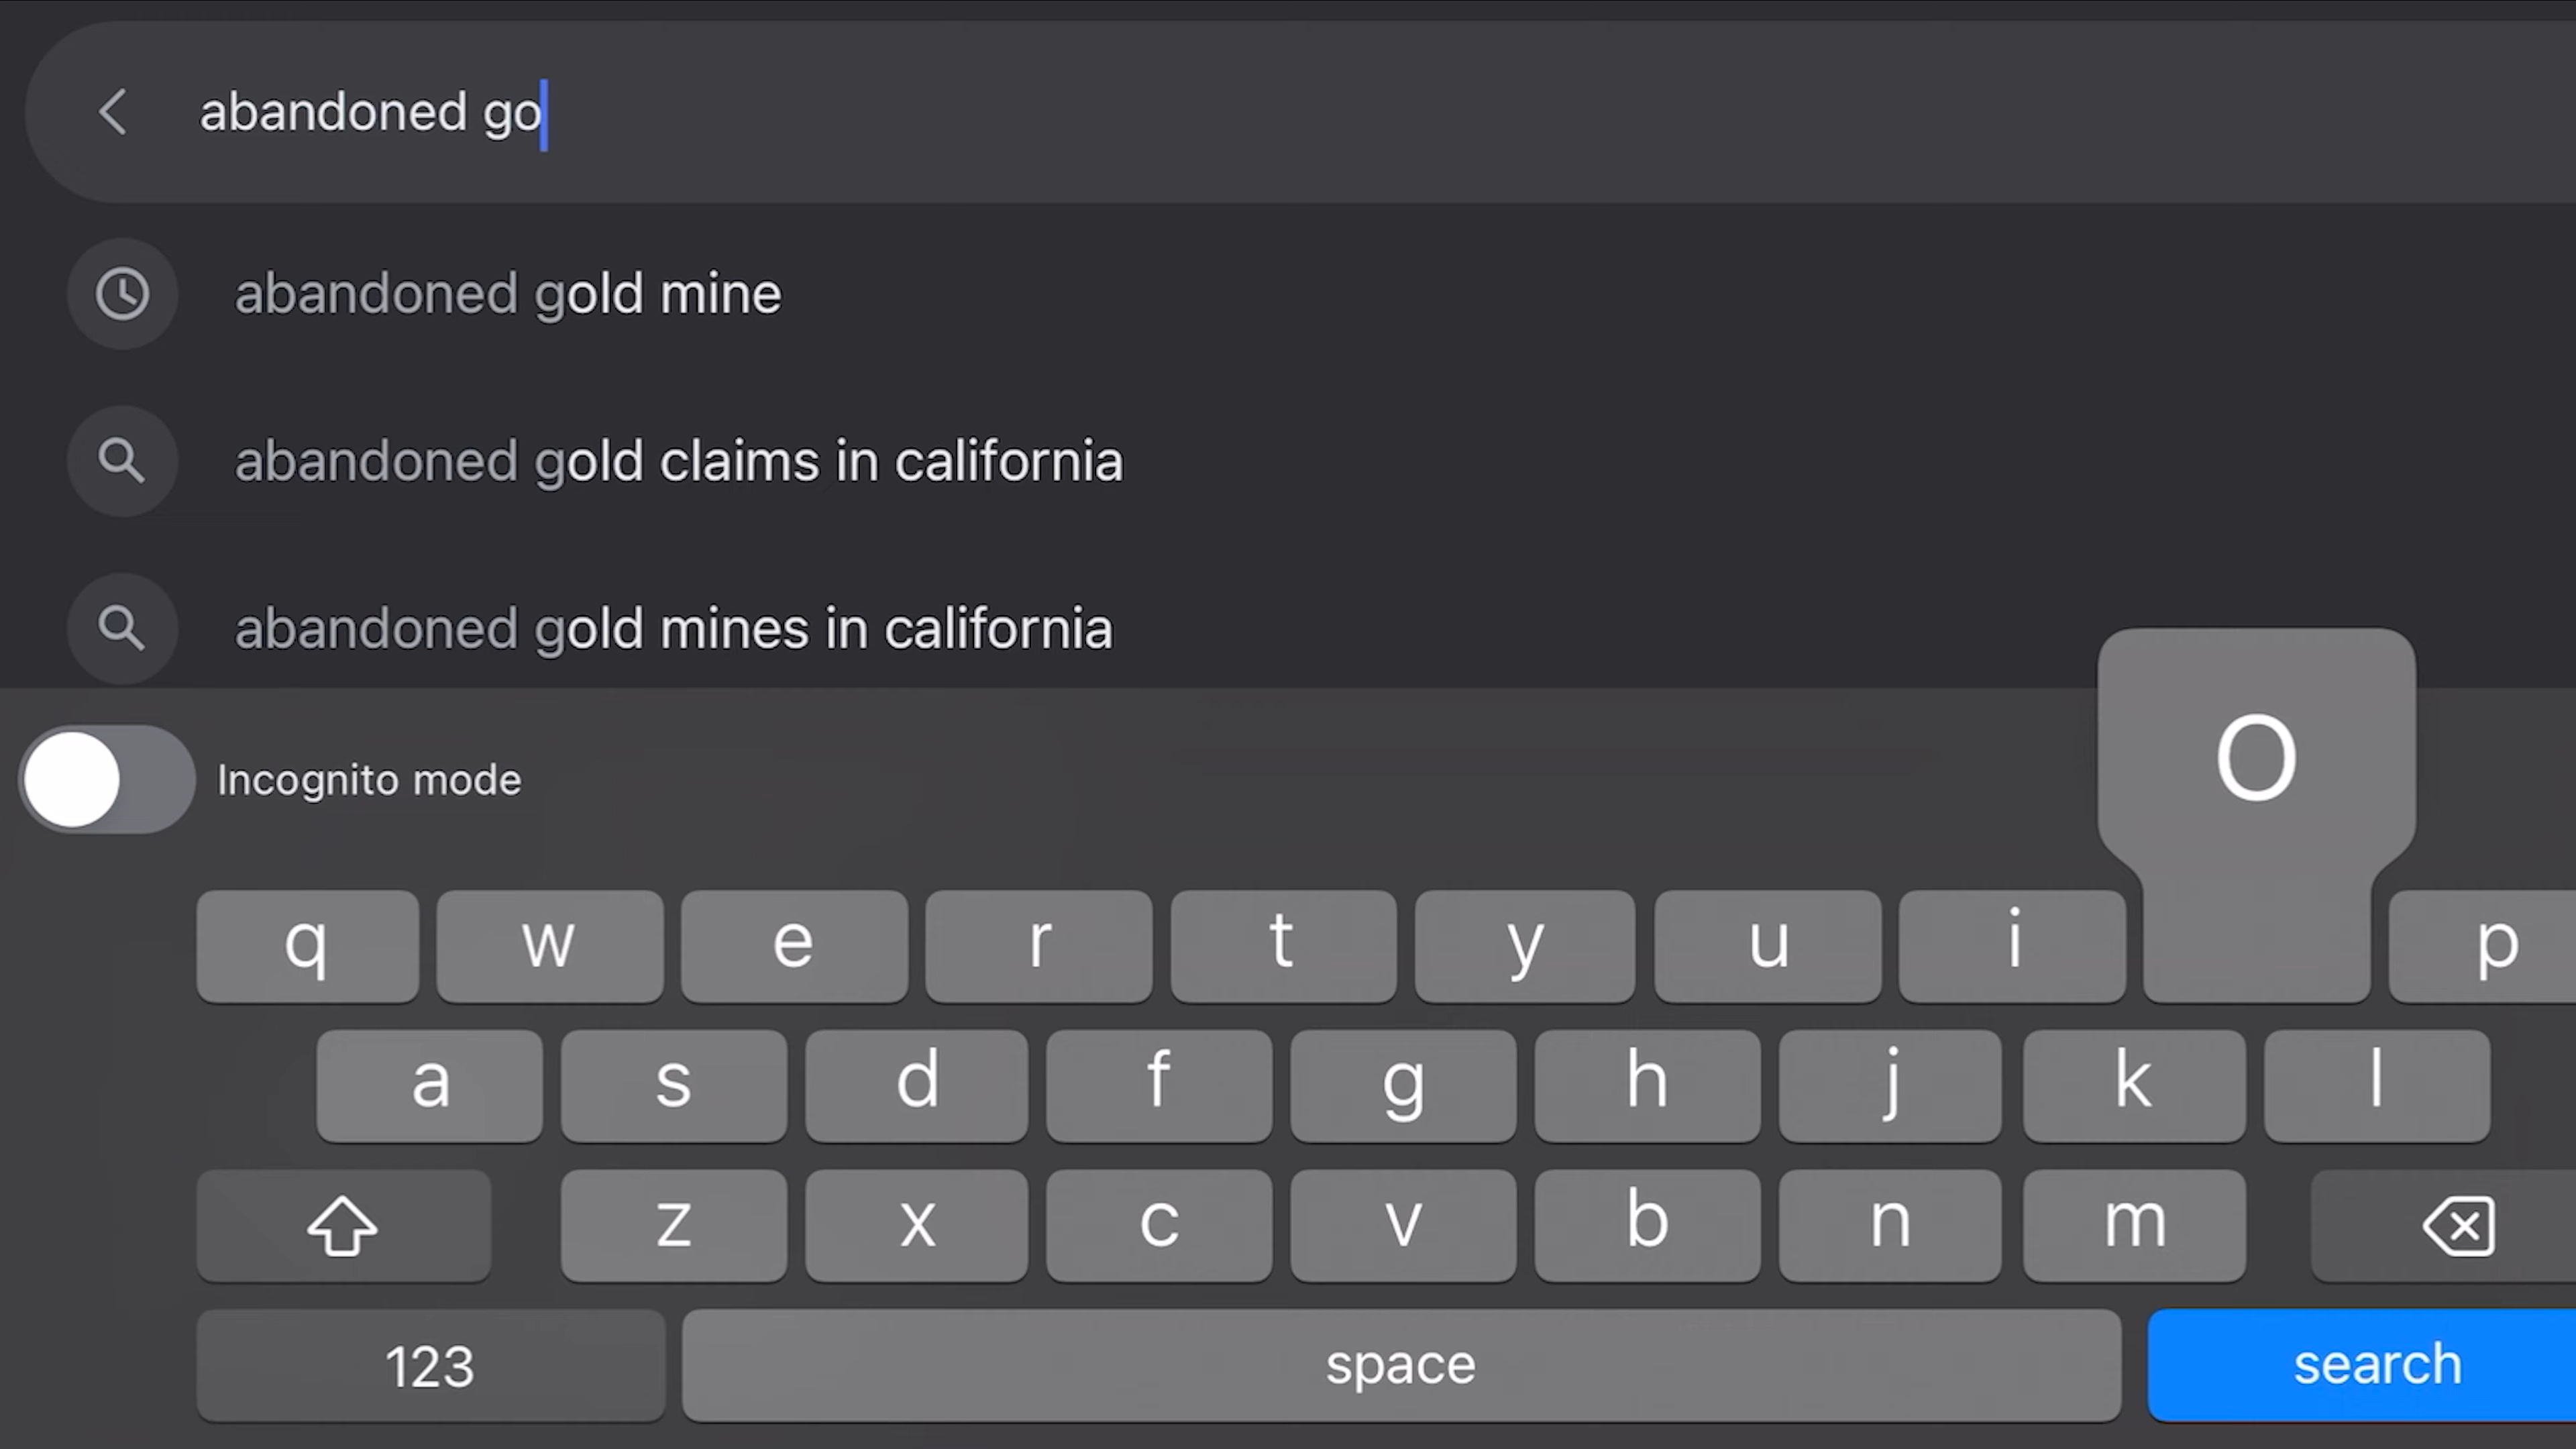 abandoned go
abandoned gold mine
abandoned gold claims in california
abandoned gold mines in california
Incognito mode
O
q w e r t y u i p
a s d f g h j k l
z x c v b n m
123 space search